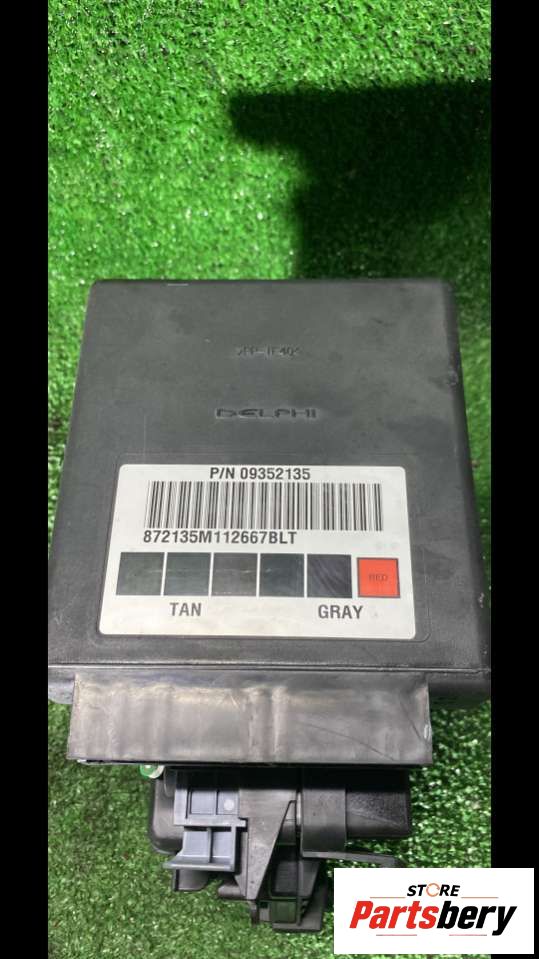 DELPHI
P/N 09352135
872135M112667BLT
RED
TAN GRAY
STORE
Partsbery